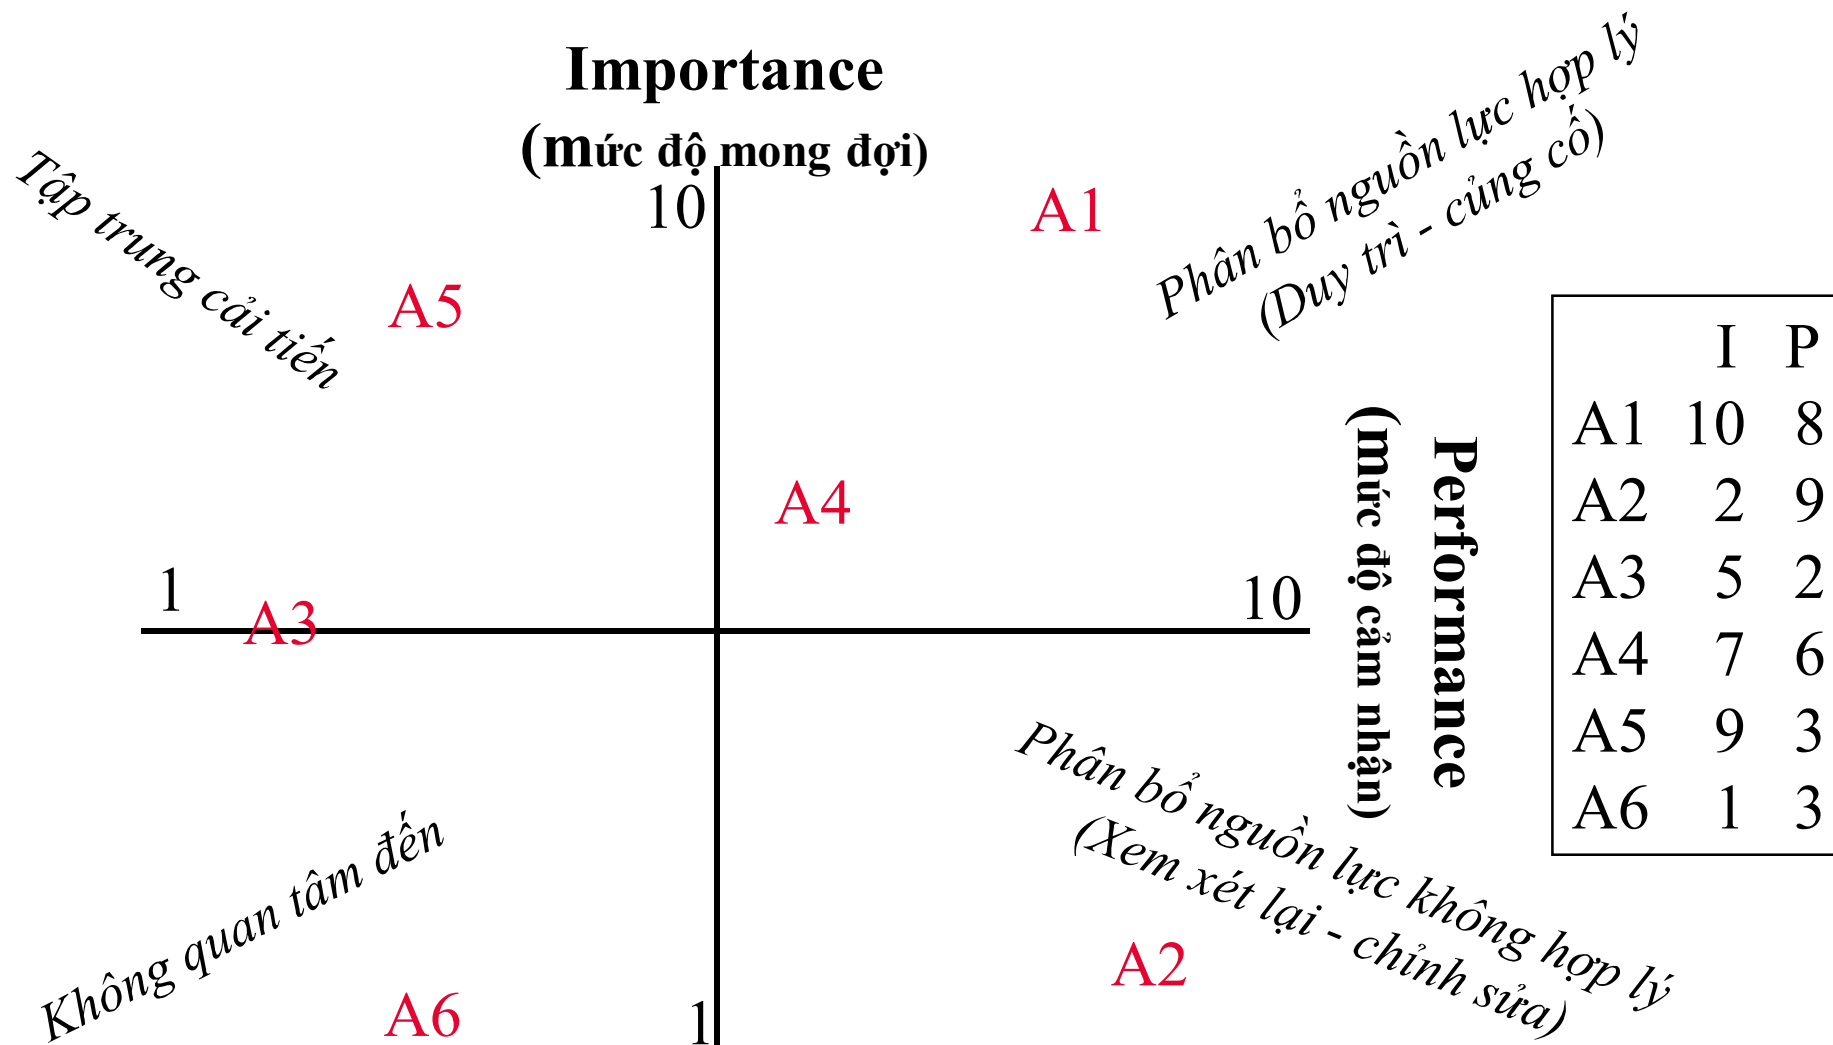 Importance
(mức độ mong đợi)
10
Tập trung cải tiến
A5
A1
Phân bổ nguồn lực hợp lý
(Duy trì - củng cố)
A4
1
A3
10
Performance
(mức độ cảm nhận)
I P
A1 10 8
A2 2 9
A3 5 2
A4 7 6
A5 9 3
A6 1 3
Không quan tâm đến
A6
1
Phân bổ nguồn lực không hợp lý
(Xem xét lại - chỉnh sửa)
A2